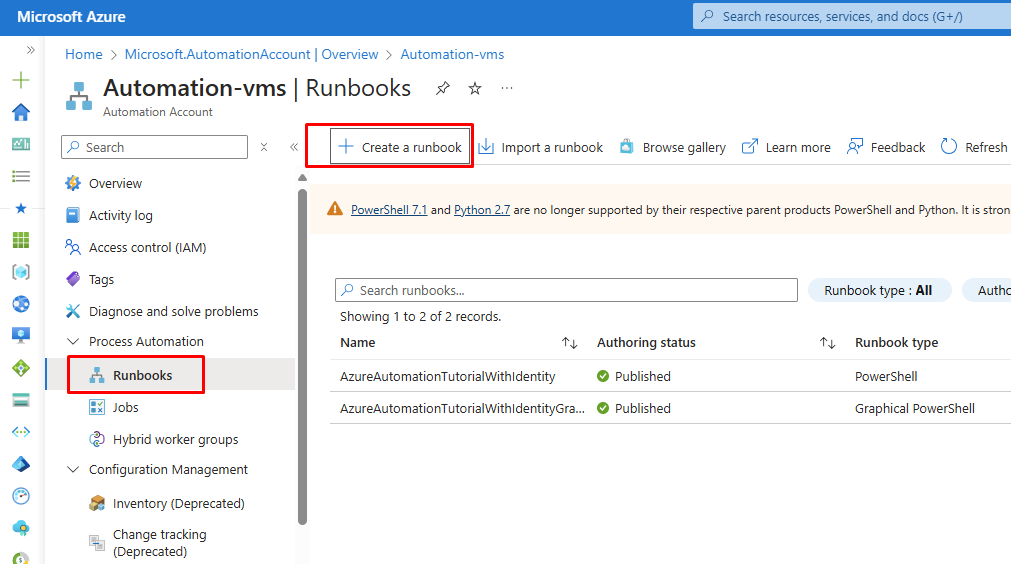 Microsoft Azure
Search resources, services, and docs (G+/)
Home > Microsoft.AutomationAccount | Overview > Automation-vms
Automation-vms | Runbooks
Automation Account
Search
Create a runbook
Import a runbook
Browse gallery
Learn more
Feedback
Refresh
Overview
Activity log
Access control (IAM)
Tags
Diagnose and solve problems
Process Automation
Runbooks
Jobs
Hybrid worker groups
Configuration Management
Inventory (Deprecated)
Change tracking
(Deprecated)
PowerShell 7.1 and Python 2.7 are no longer supported by their respective parent products PowerShell and Python. It is stron
Search runbooks...
Runbook type : All
Autho
Showing 1 to 2 of 2 records.
Name Authoring status Runbook type
AzureAutomationTutorialWithIdentity Published PowerShell
AzureAutomationTutorialWithIdentityGra... Published Graphical PowerShell